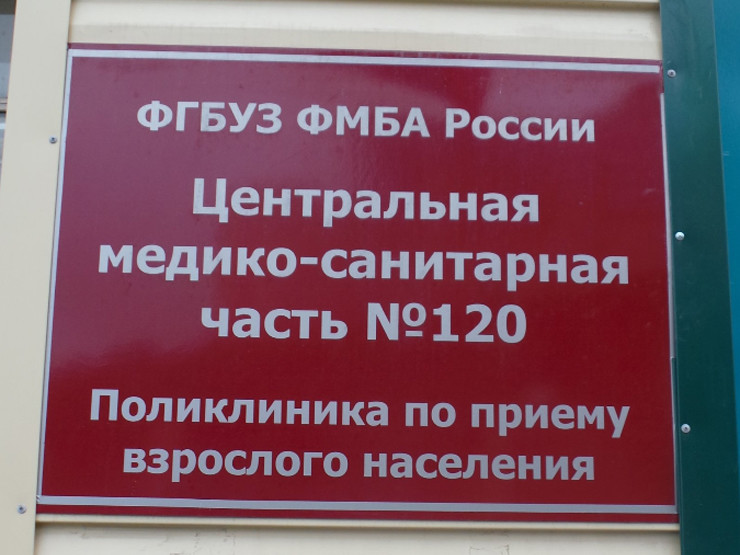 ФГБУЗ ФМБА России
Центральная
медико-санитарная
часть №120
Поликлиника по приему
взрослого населения